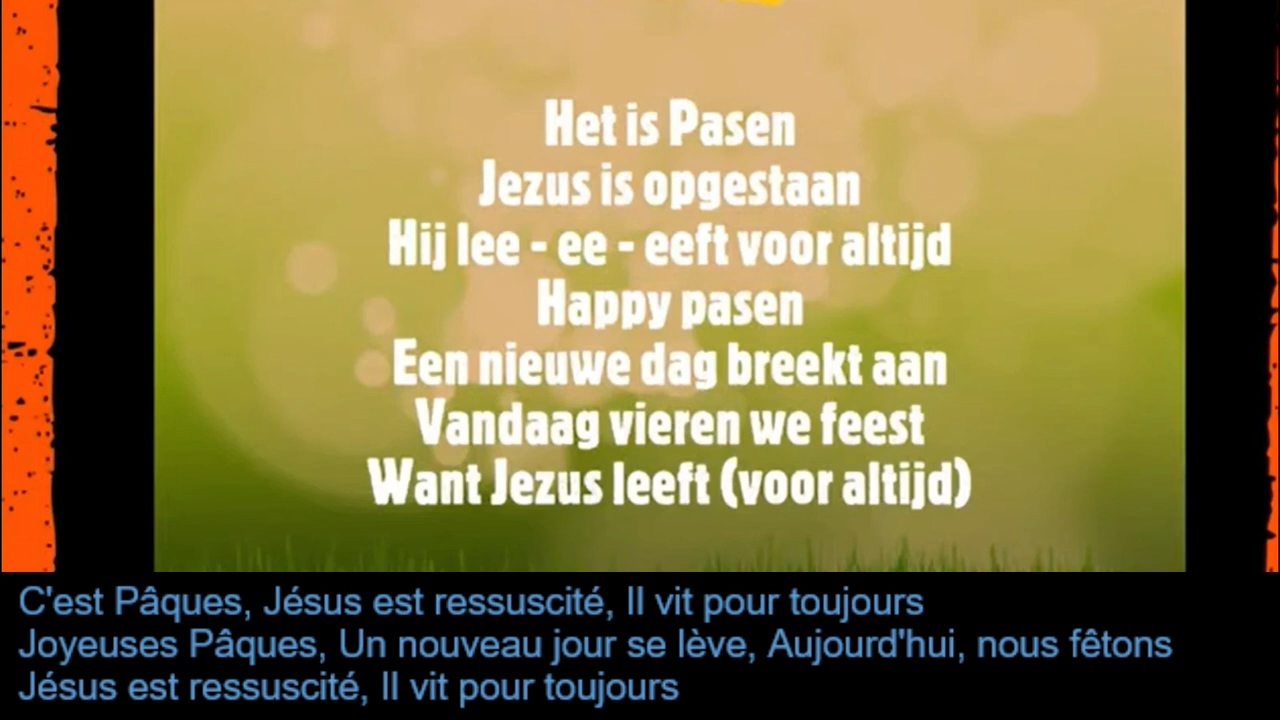 Het is Pasen
Jezus is opgestaan
Hij lee - ee - eeft voor altijd
Happy pasen
Een nieuwe dag breekt aan
Vandaag vieren we feest
Want Jezus leeft (voor altijd)
C'est Pâques, Jésus est ressuscité, Il vit pour toujours
Joyeuses Pâques, Un nouveau jour se lève, Aujourd'hui, nous fêtons
Jésus est ressuscité, Il vit pour toujours